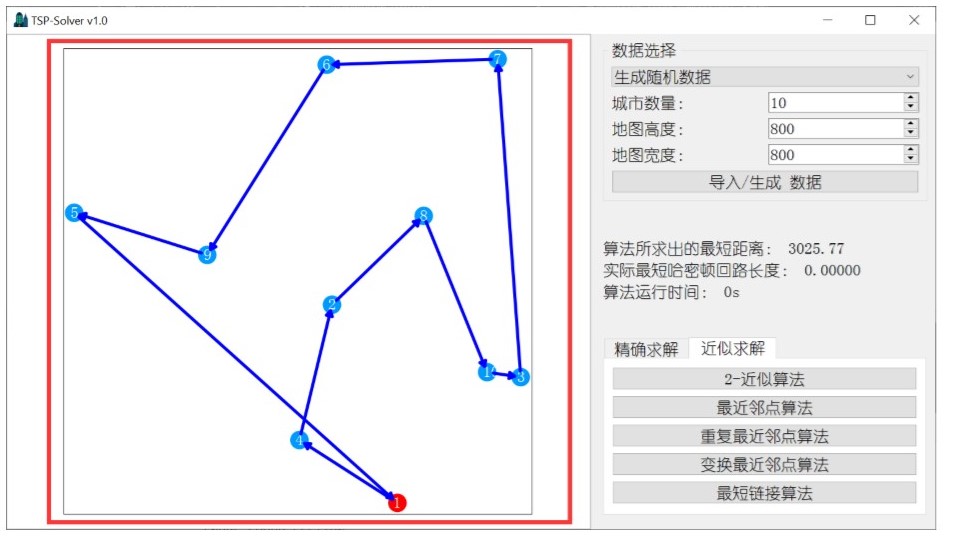 TSP-Solver v1.0
6
7
5
8
9
2
3
4
1
数据选择
生成随机数据
城市数量: 10
地图高度: 800
地图宽度: 800
导入/生成 数据
算法所求出的最短距离: 3025.77
实际最短哈密顿回路长度: 0.00000
算法运行时间: 0s
精确求解 近似求解
2-近似算法
最近邻点算法
重复最近邻点算法
变换最近邻点算法
最短链接算法